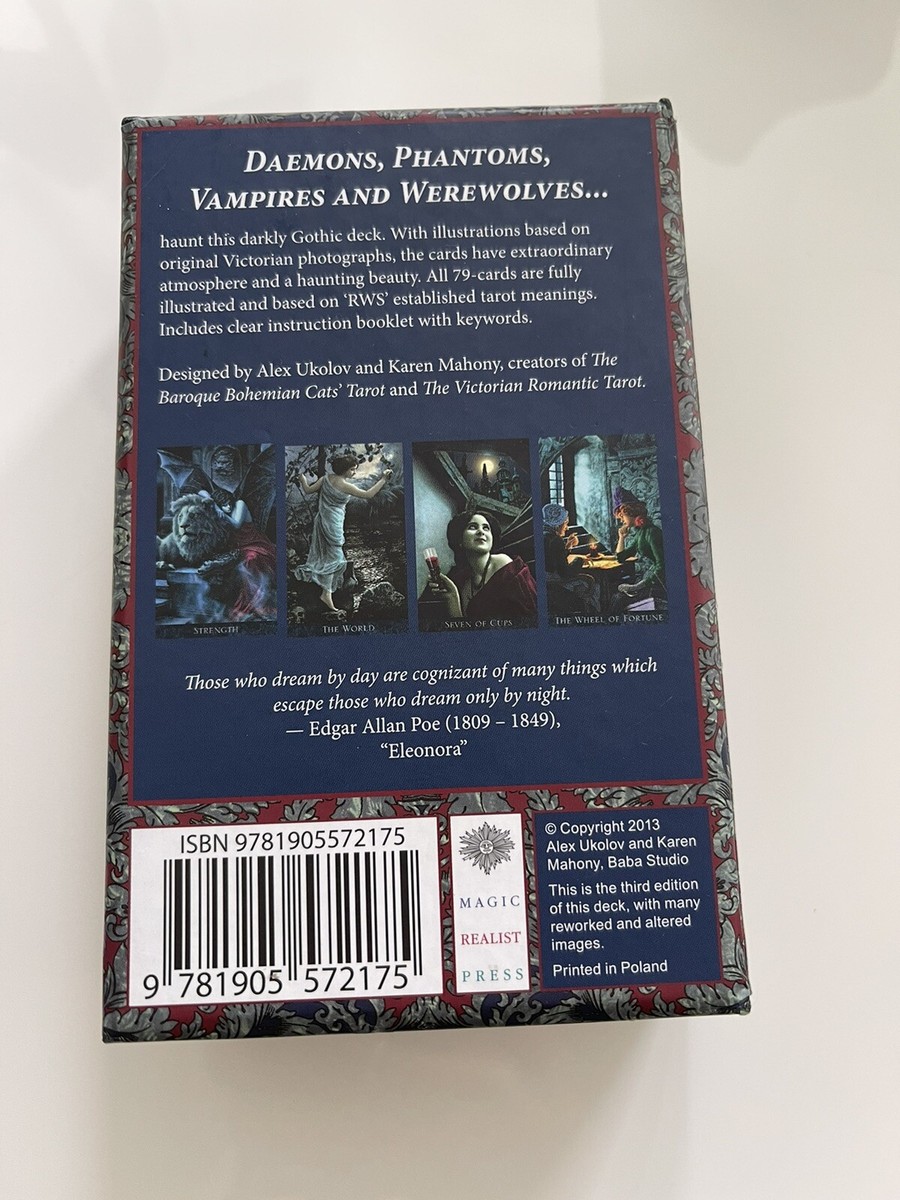 DAEMONS, PHANTOMS,
VAMPIRES AND WEREWOLVES...
haunt this darkly Gothic deck. With illustrations based on
original Victorian photographs, the cards have extraordinary
atmosphere and a haunting beauty. All 79-cards are fully
illustrated and based on ‘RWS’ established tarot meanings.
Includes clear instruction booklet with keywords.
Designed by Alex Ukolov and Karen Mahony, creators of The
Baroque Bohemian Cats’ Tarot and The Victorian Romantic Tarot.
STRENGTH
THE WORLD
SEVEN OF CUPS
THE WHEEL OF FORTUNE
Those who dream by day are cognizant of many things which
escape those who dream only by night.
— Edgar Allan Poe (1809 – 1849),
“Eleonora”
ISBN 9781905572175
9 781905 572175
MAGIC
REALIST
PRESS
© Copyright 2013
Alex Ukolov and Karen
Mahony, Baba Studio
This is the third edition
of this deck, with many
reworked and altered
images.
Printed in Poland